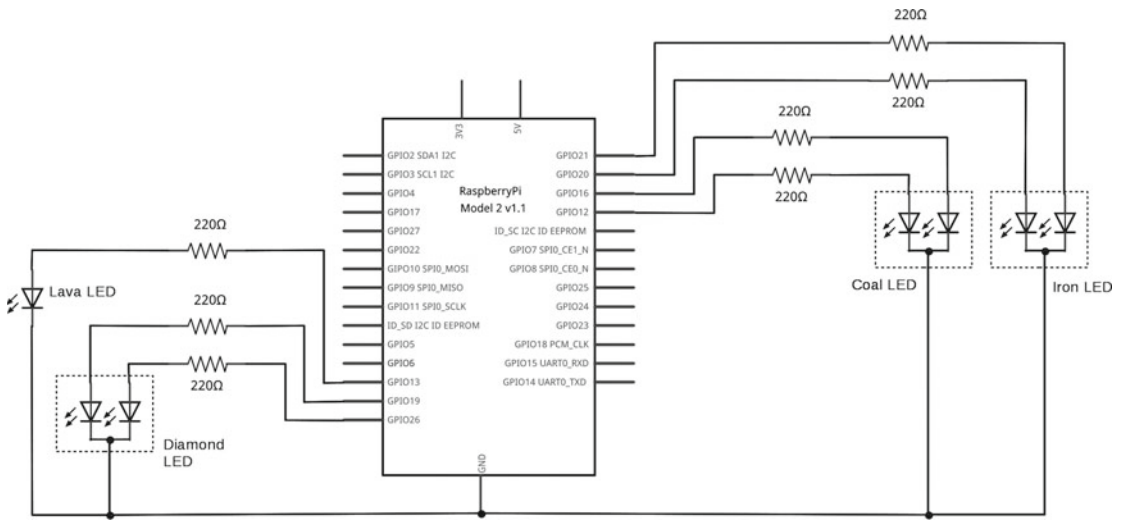 220Ω
220Ω
220Ω
220Ω
3V3
5V
GPIO2 SDA1 I2C
GPIO3 SCL1 I2C
GPIO4
GPIO17
GPIO27
GPIO22
GIPO10 SPI0_MOSI
GPIO9 SPI0_MISO
GPIO11 SPI0_SCLK
ID_SD I2C ID EEPROM
GPIO5
GPIO6
GPIO13
GPIO19
GPIO26
RaspberryPi
Model 2 v1.1
GPIO21
GPIO20
GPIO16
GPIO12
ID_SC I2C ID EEPROM
GPIO7 SPI0_CE1_N
GPIO8 SPI0_CE0_N
GPIO25
GPIO24
GPIO23
GPIO18 PCM_CLK
GPIO15 UART0_RXD
GPIO14 UART0_TXD
GND
220Ω
Lava LED
220Ω
220Ω
Diamond
LED
Coal LED
Iron LED